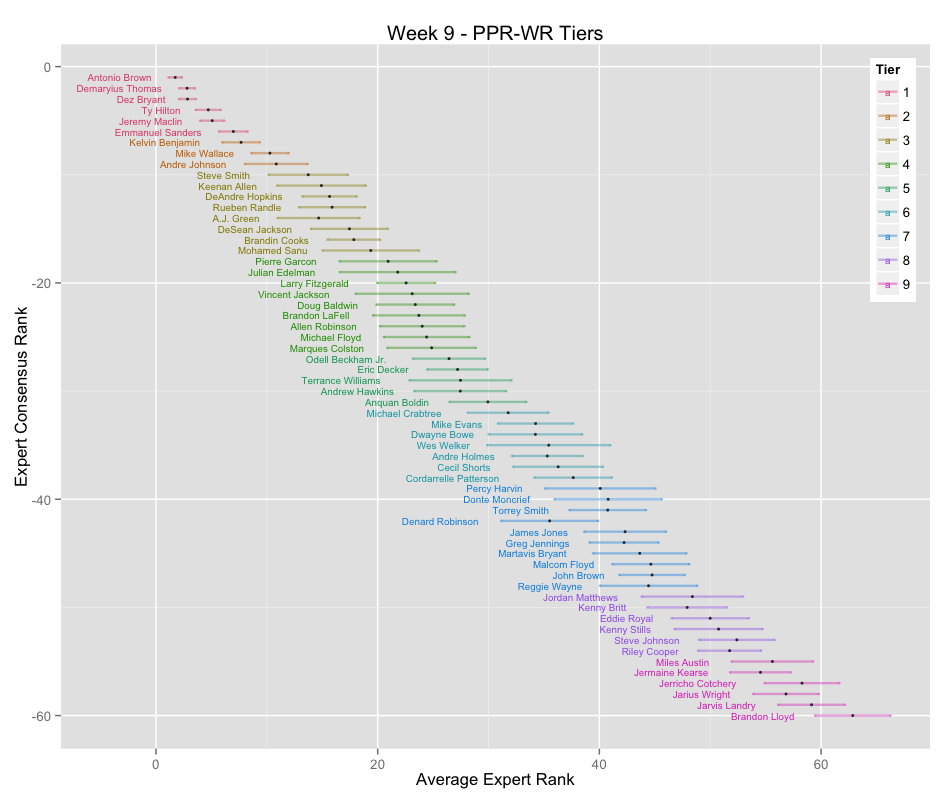 Week 9 - PPR-WR Tiers
Expert Consensus Rank
0
-20
-40
-60
Antonio Brown
Demaryius Thomas
Dez Bryant
Ty Hilton
Jeremy Maclin
Emmanuel Sanders
Kelvin Benjamin
Mike Wallace
Andre Johnson
Steve Smith
Keenan Allen
DeAndre Hopkins
Rueben Randle
A.J. Green
DeSean Jackson
Brandin Cooks
Mohamed Sanu
Pierre Garcon
Julian Edelman
Larry Fitzgerald
Vincent Jackson
Doug Baldwin
Brandon LaFell
Allen Robinson
Michael Floyd
Marques Colston
Odell Beckham Jr.
Eric Decker
Terrance Williams
Andrew Hawkins
Anquan Boldin
Michael Crabtree
Mike Evans
Dwayne Bowe
Wes Welker
Andre Holmes
Cecil Shorts
Cordarrelle Patterson
Percy Harvin
Donte Moncrief
Torrey Smith
Denard Robinson
James Jones
Greg Jennings
Martavis Bryant
Malcom Floyd
John Brown
Reggie Wayne
Jordan Matthews
Kenny Britt
Eddie Royal
Kenny Stills
Steve Johnson
Riley Cooper
Miles Austin
Jermaine Kearse
Jerricho Cotchery
Jarius Wright
Jarvis Landry
Brandon Lloyd
Tier
a 1
a 2
a 3
a 4
a 5
a 6
a 7
a 8
a 9
0 20 40 60
Average Expert Rank